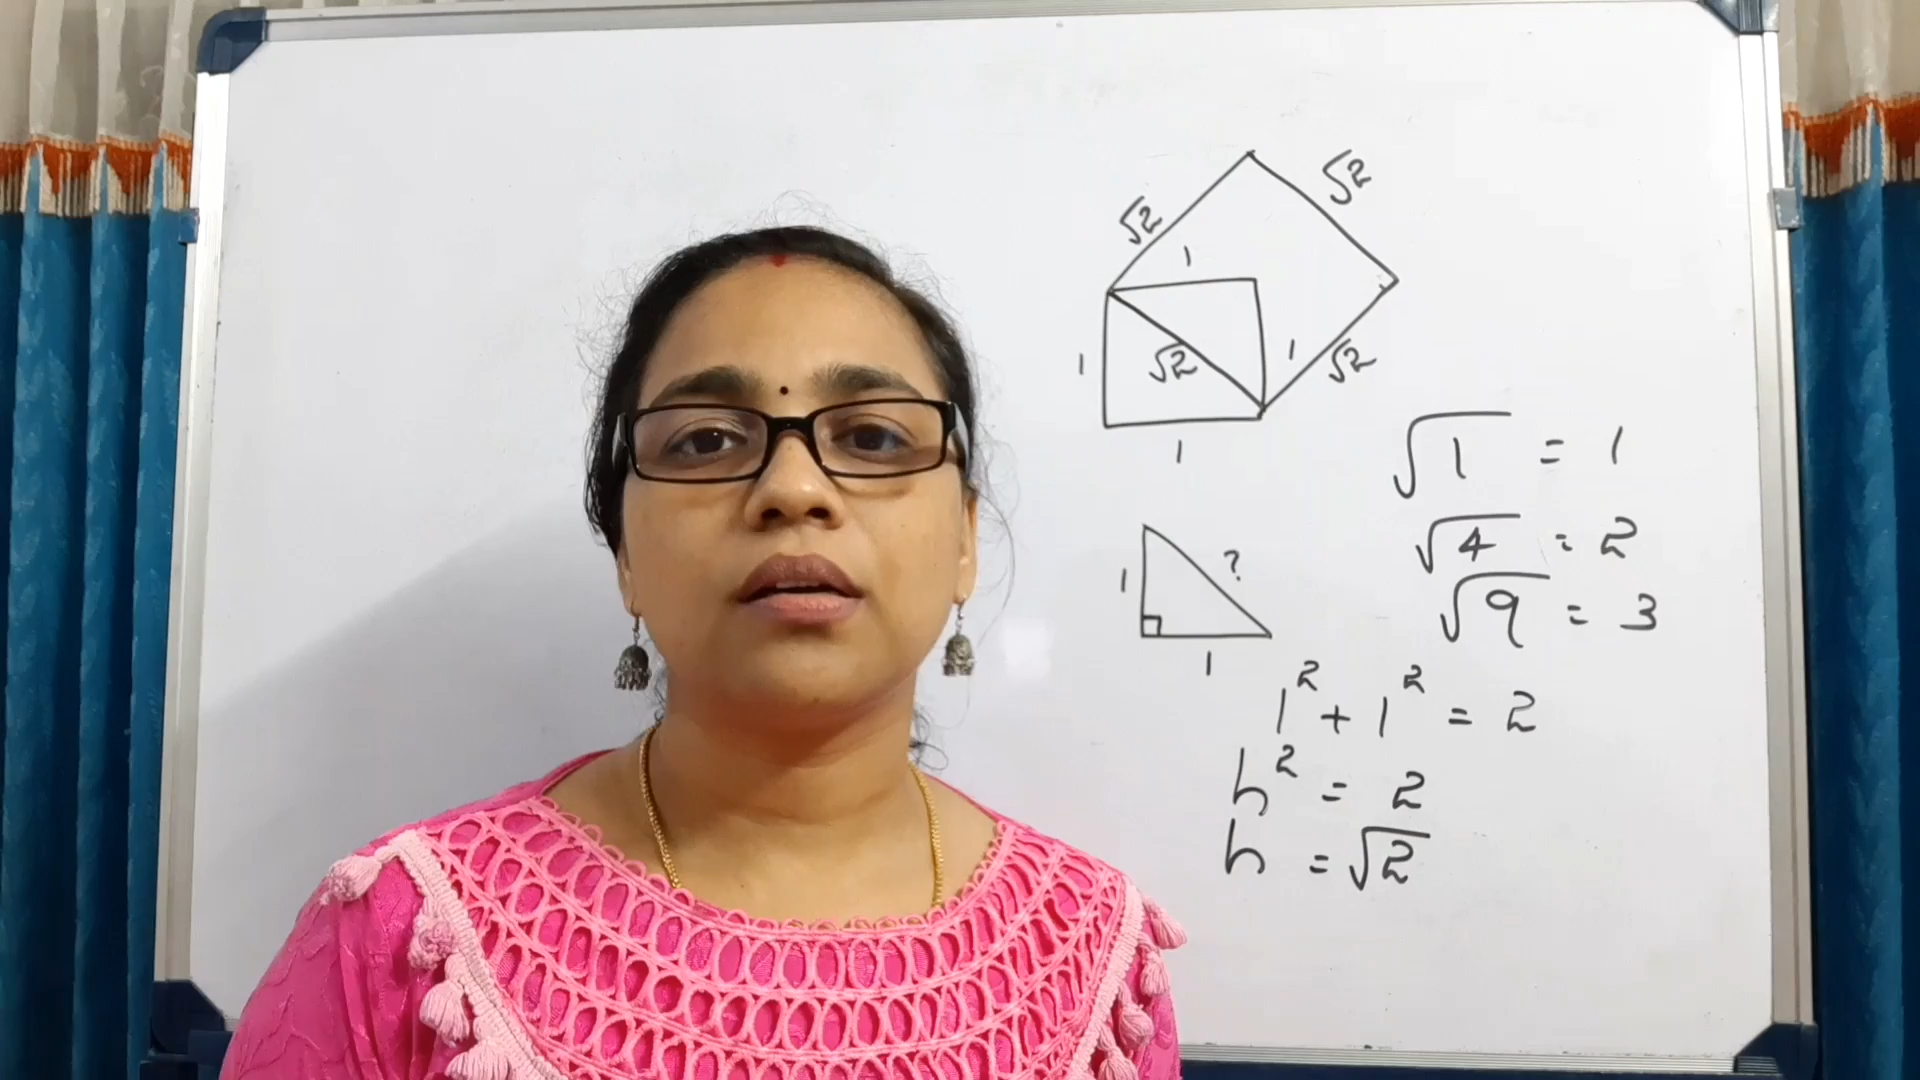 √2
√2
1
1
√2
1
√2
1
√1 = 1
√4 = 2
√9 = 3
1
?
1
1² + 1² = 2
h² = 2
h = √2